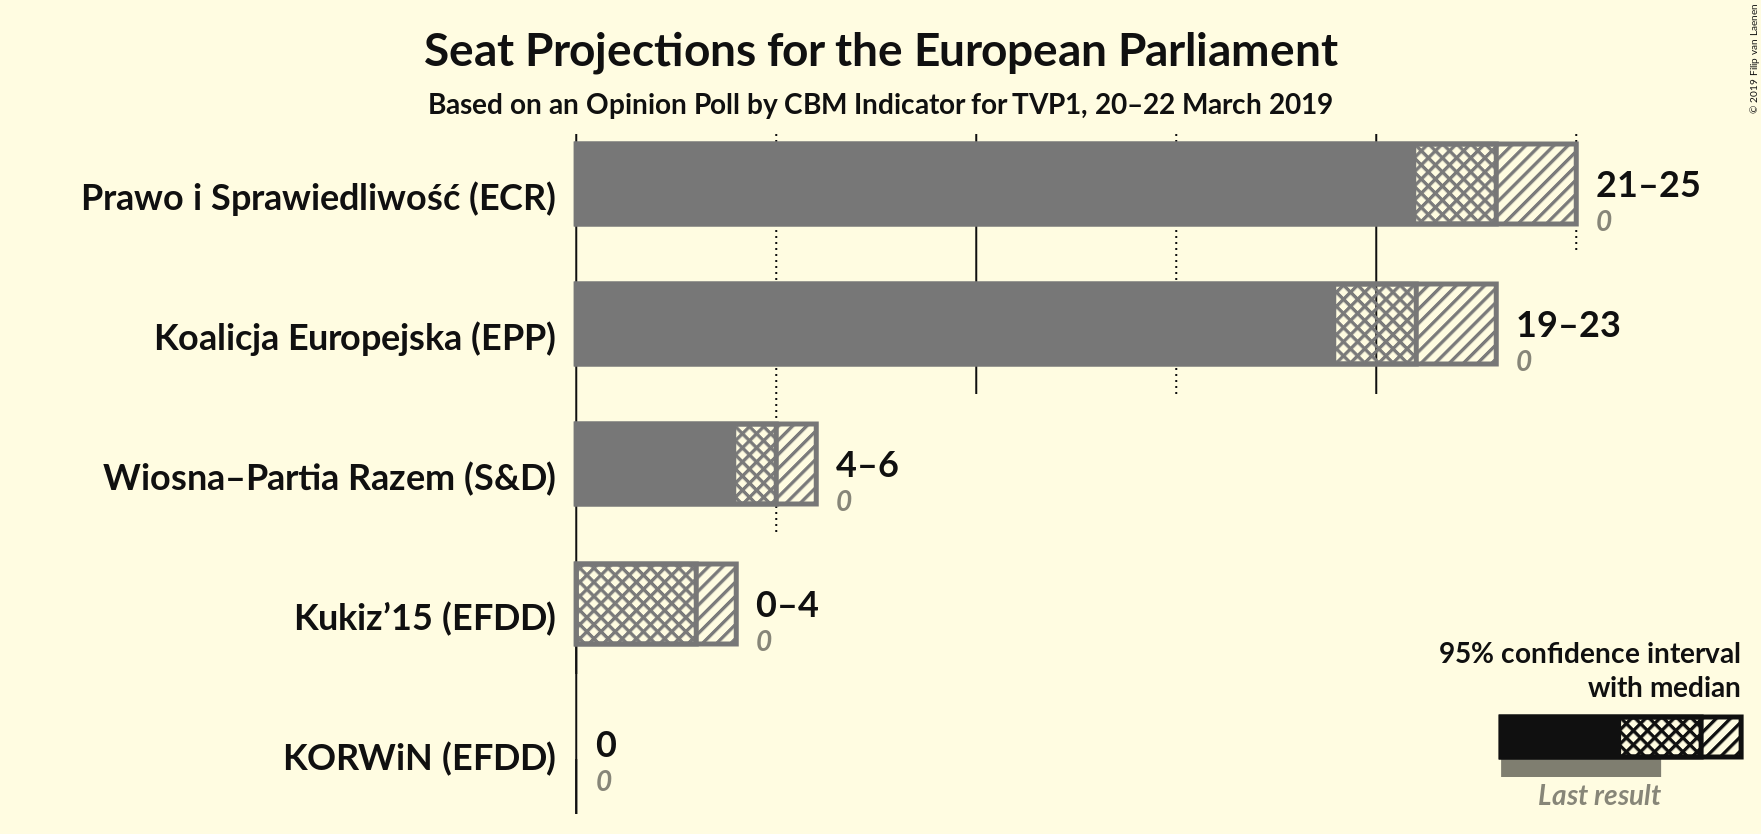 Seat Projections for the European Parliament
Based on an Opinion Poll by CBM Indicator for TVP1, 20–22 March 2019
© 2019 Filip van Laenen
Prawo i Sprawiedliwość (ECR)
21–25
0
Koalicja Europejska (EPP)
19–23
0
Wiosna–Partia Razem (S&D)
4–6
0
Kukiz’15 (EFDD)
0–4
0
KORWiN (EFDD)
0
0
95% confidence interval
with median
Last result